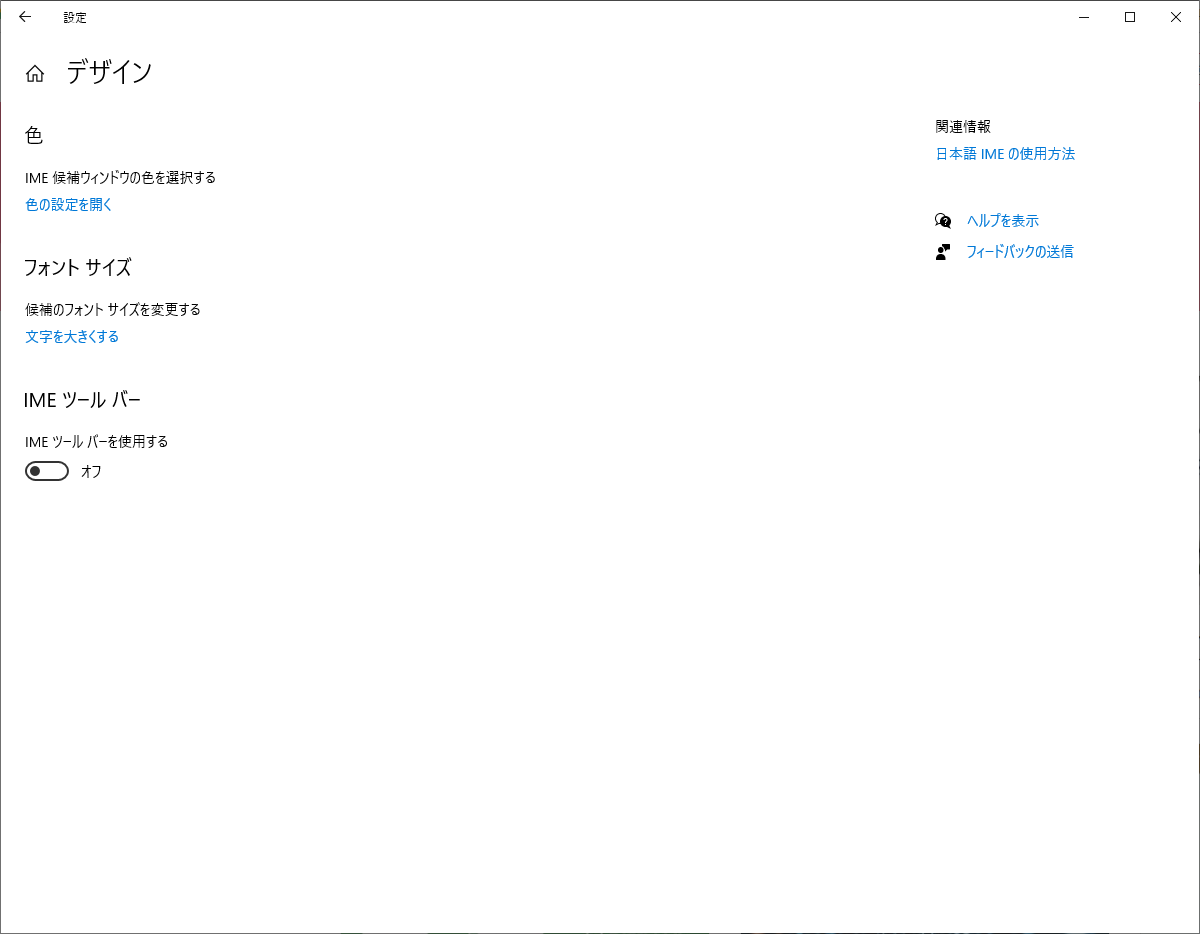 設定
デザイン
色
IME 候補ウィンドウの色を選択する
色の設定を開く
フォント サイズ
候補のフォント サイズを変更する
文字を大きくする
IME ツール バー
IME ツール バーを使用する
オフ
関連情報
日本語 IME の使用方法
ヘルプを表示
フィードバックの送信